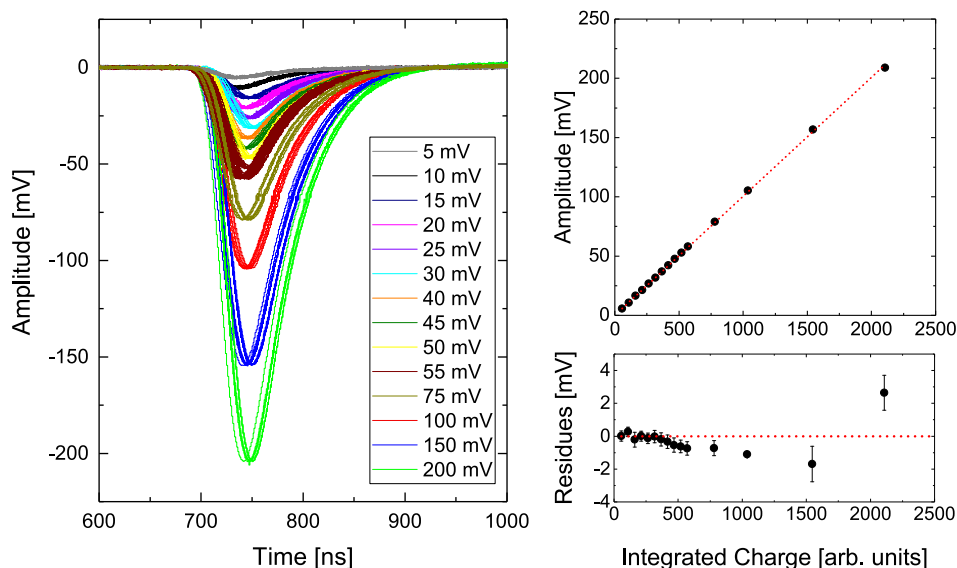 0
-50
-100
-150
-200
600
700
800
900
1000
Amplitude [mV]
Time [ns]
5 mV
10 mV
15 mV
20 mV
25 mV
30 mV
40 mV
45 mV
50 mV
55 mV
75 mV
100 mV
150 mV
200 mV
250
200
150
100
50
0
0
500
1000
1500
2000
2500
Amplitude [mV]
4
2
0
-2
-4
0
500
1000
1500
2000
2500
Residues [mV]
Integrated Charge [arb. units]